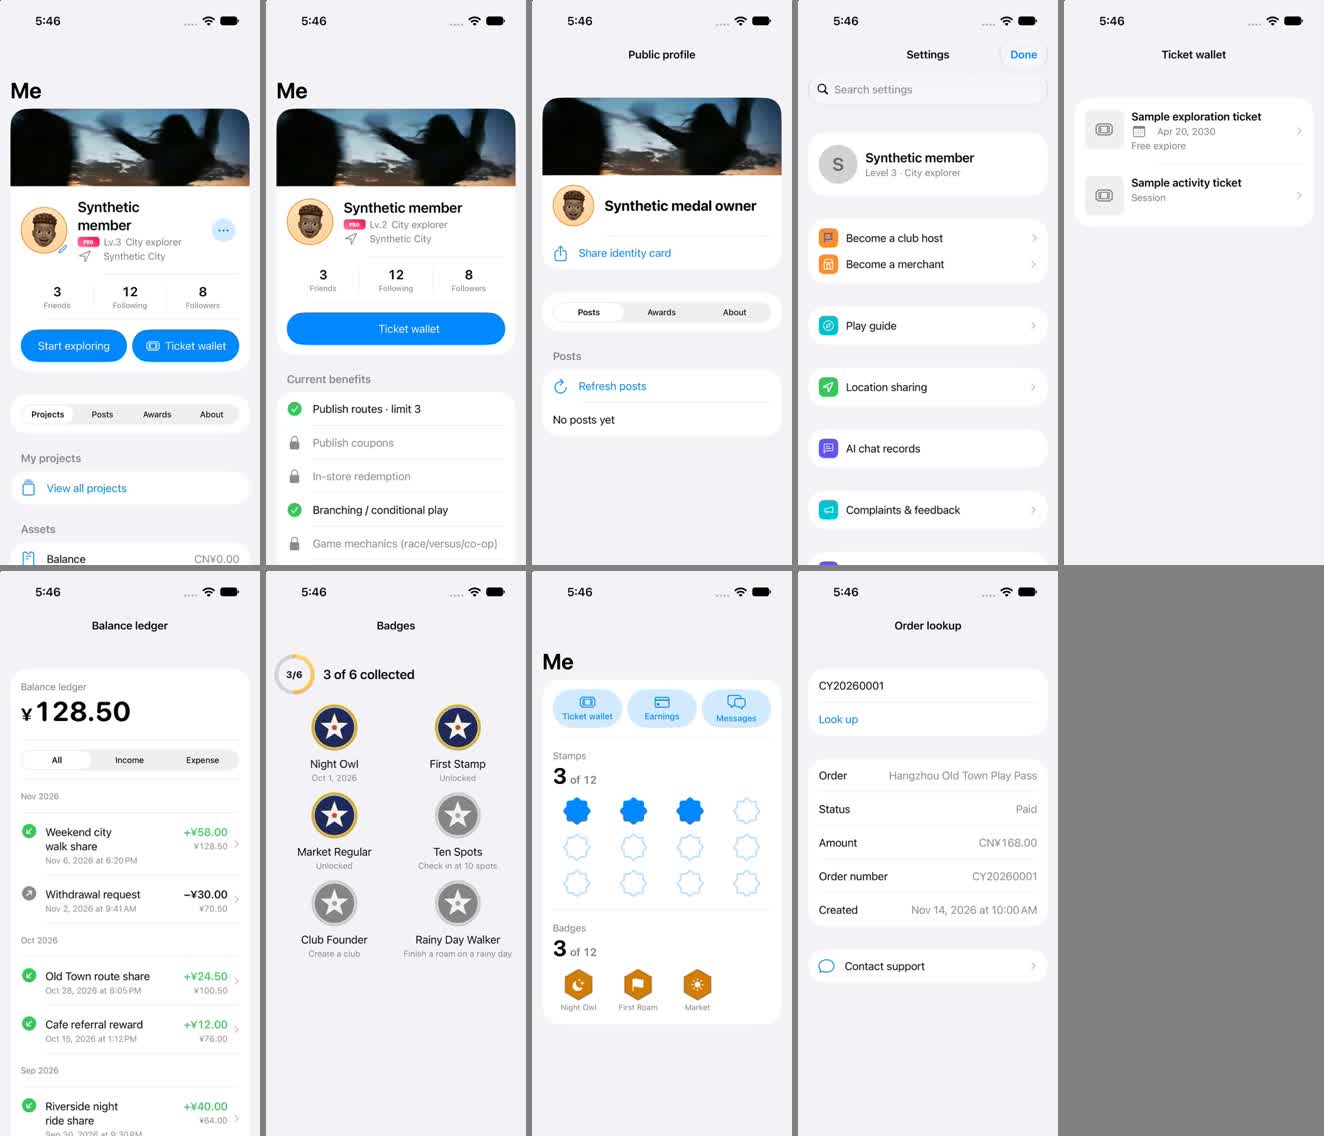 5:46
Me
Synthetic
member
PRO Lv.3 City explorer
Synthetic City
3
Friends
12
Following
8
Followers
Start exploring
Ticket wallet
Projects
Posts
Awards
About
My projects
View all projects
Assets
Balance
CN¥0.00
5:46
Me
Synthetic member
PRO Lv.2 City explorer
Synthetic City
3
Friends
12
Following
8
Followers
Ticket wallet
Current benefits
Publish routes · limit 3
Publish coupons
In-store redemption
Branching / conditional play
Game mechanics (race/versus/co-op)
5:46
Public profile
Synthetic medal owner
Share identity card
Posts
Awards
About
Posts
Refresh posts
No posts yet
5:46
Settings
Done
Search settings
S
Synthetic member
Level 3 · City explorer
Become a club host
Become a merchant
Play guide
Location sharing
AI chat records
Complaints & feedback
5:46
Ticket wallet
Sample exploration ticket
Apr 20, 2030
Free explore
Sample activity ticket
Session
5:46
Balance ledger
Balance ledger
¥128.50
All
Income
Expense
Nov 2026
Weekend city
walk share
+¥58.00
¥128.50
Nov 6, 2026 at 6:20 PM
Withdrawal request
−¥30.00
Nov 2, 2026 at 9:41 AM
¥70.50
Oct 2026
Old Town route share
+¥24.50
Oct 28, 2026 at 8:05 PM
¥100.50
Cafe referral reward
+¥12.00
Oct 15, 2026 at 1:12 PM
¥76.00
Sep 2026
Riverside night
ride share
+¥40.00
¥64.00
Sep 30, 2026 at 9:30 PM
5:46
Badges
3/6
3 of 6 collected
Night Owl
Oct 1, 2026
First Stamp
Unlocked
Market Regular
Unlocked
Ten Spots
Check in at 10 spots
Club Founder
Create a club
Rainy Day Walker
Finish a roam on a rainy day
5:46
Me
Ticket wallet
Earnings
Messages
Stamps
3 of 12
Badges
3 of 12
Night Owl
First Roam
Market
5:46
Order lookup
CY20260001
Look up
Order
Hangzhou Old Town Play Pass
Status
Paid
Amount
CN¥168.00
Order number
CY20260001
Created
Nov 14, 2026 at 10:00 AM
Contact support